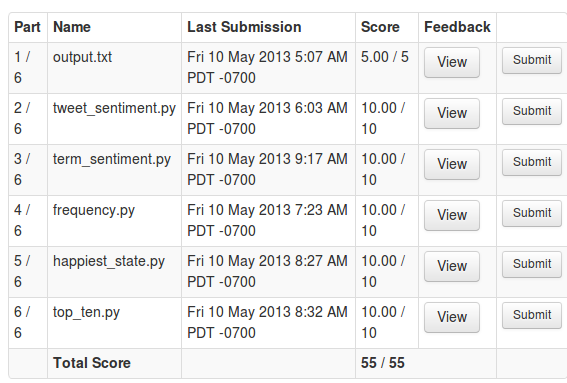 Part Name Last Submission Score Feedback
1 / 6 output.txt Fri 10 May 2013 5:07 AM PDT -0700 5.00 / 5 View Submit
2 / 6 tweet_sentiment.py Fri 10 May 2013 6:03 AM PDT -0700 10.00 / 10 View Submit
3 / 6 term_sentiment.py Fri 10 May 2013 9:17 AM PDT -0700 10.00 / 10 View Submit
4 / 6 frequency.py Fri 10 May 2013 7:23 AM PDT -0700 10.00 / 10 View Submit
5 / 6 happiest_state.py Fri 10 May 2013 8:27 AM PDT -0700 10.00 / 10 View Submit
6 / 6 top_ten.py Fri 10 May 2013 8:32 AM PDT -0700 10.00 / 10 View Submit
Total Score 55 / 55